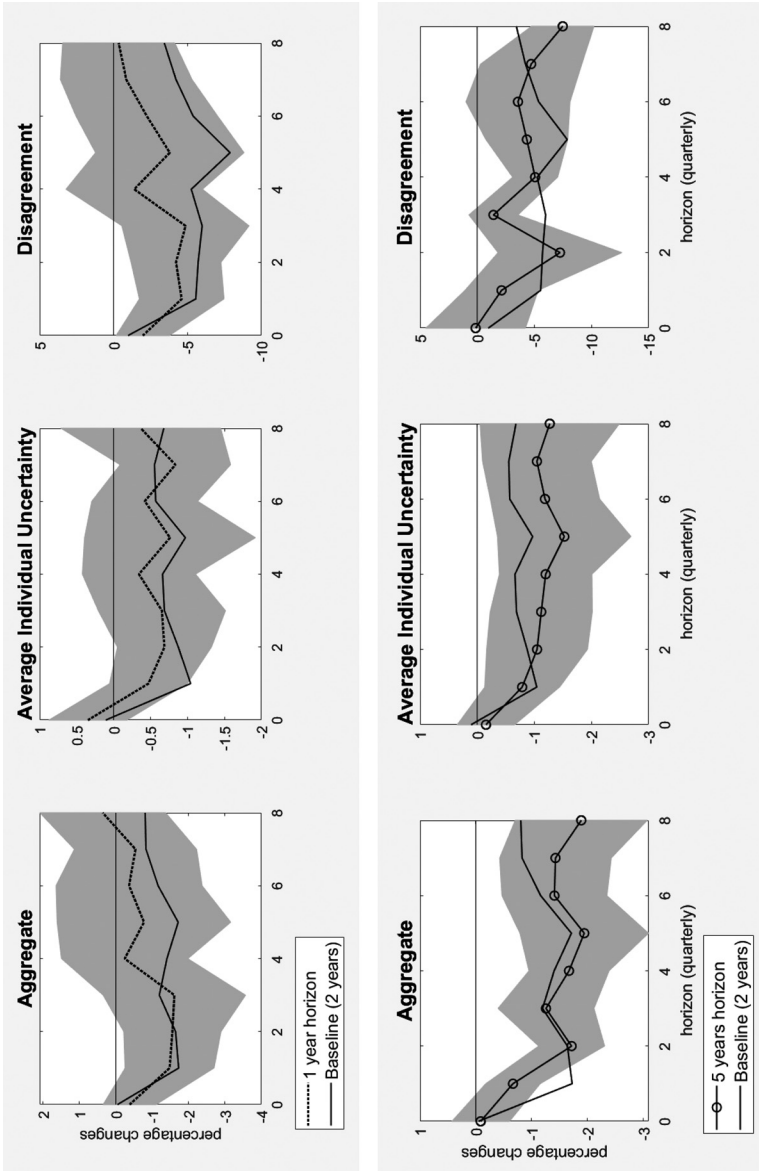 Aggregate
percentage changes
2
1
0
-1
-2
-3
-4
0 2 4 6 8
1 year horizon
Baseline (2 years)
Average Individual Uncertainty
1
0.5
0
-0.5
-1
-1.5
-2
0 2 4 6 8
Disagreement
5
0
-5
-10
0 2 4 6 8
Aggregate
percentage changes
1
0
-1
-2
-3
0 2 4 6 8
horizon (quarterly)
5 years horizon
Baseline (2 years)
Average Individual Uncertainty
1
0
-1
-2
-3
0 2 4 6 8
horizon (quarterly)
Disagreement
5
0
-5
-10
-15
0 2 4 6 8
horizon (quarterly)